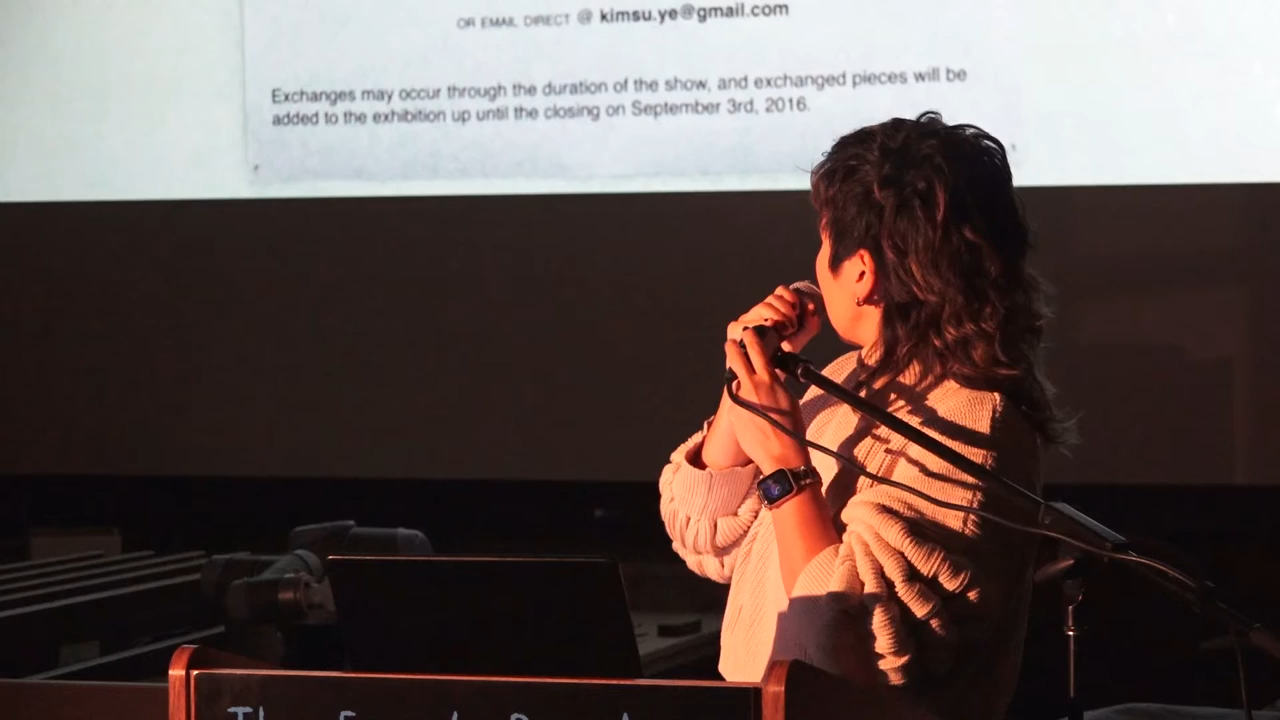 OR EMAIL DIRECT @ kimsu.ye@gmail.com
Exchanges may occur through the duration of the show, and exchanged pieces will be
added to the exhibition up until the closing on September 3rd, 2016.